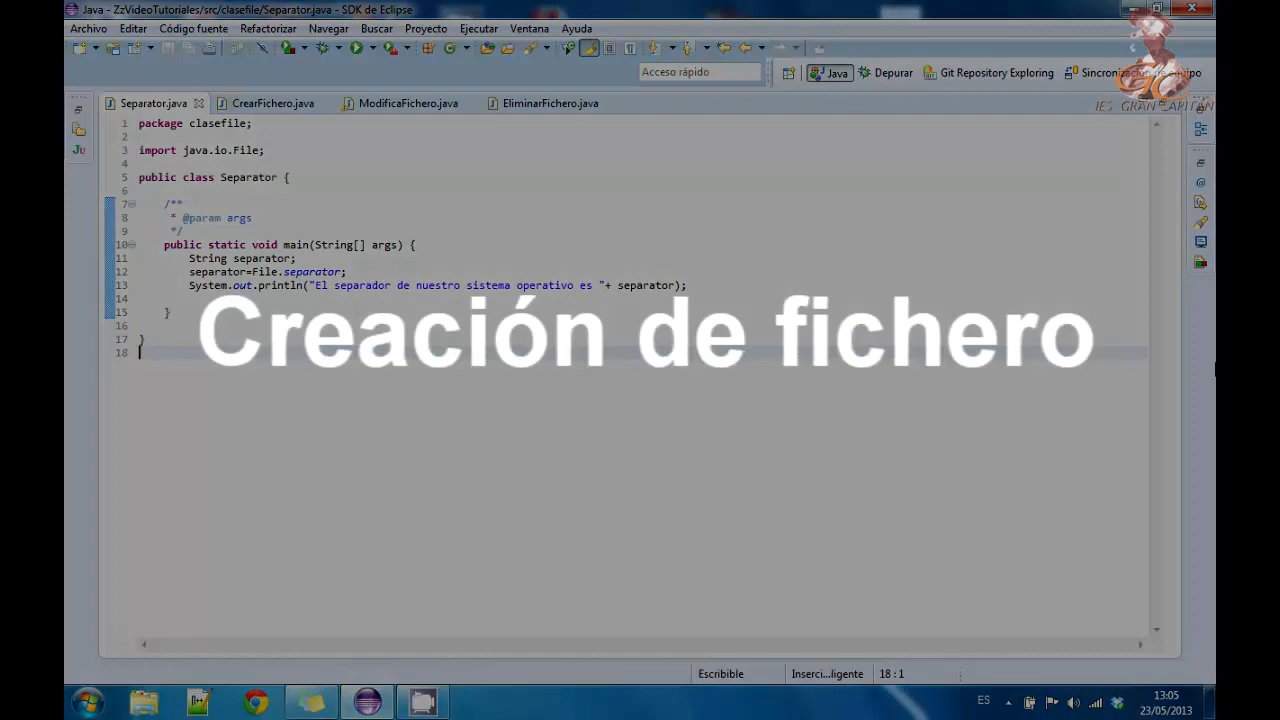 Java - ZzVideoTutoriales/src/clasefile/Separator.java - SDK de Eclipse
Archivo Editar Código fuente Refactorizar Navegar Buscar Proyecto Ejecutar Ventana Ayuda
Acceso rápido
Java Depurar Git Repository Exploring Sincronización de equipo
IES GRAN CAPITAN
Separator.java CrearFichero.java ModificaFichero.java EliminarFichero.java
1 package clasefile;
2
3 import java.io.File;
4
5 public class Separator {
6
7 /**
8 * @param args
9 */
10 public static void main(String[] args) {
11 String separator;
12 separator=File.separator;
13 System.out.println("El separador de nuestro sistema operativo es "+ separator);
14
15 }
16
17 }
18
Creación de fichero
Escribible Inserci...ligente 18 : 1
ES
13:05
23/05/2013